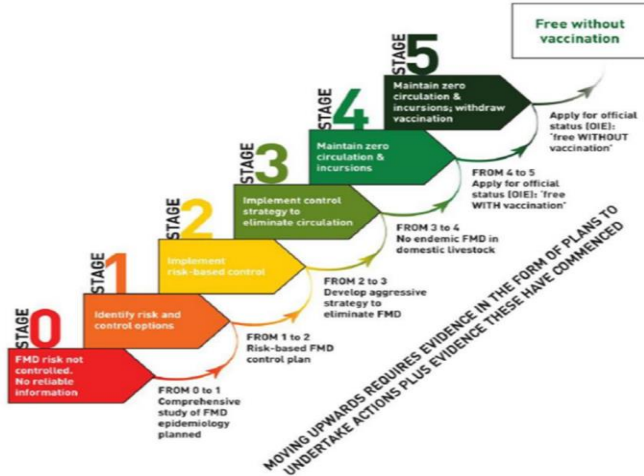 Free without
vaccination
STAGE 5
Maintain zero
circulation &
incursions; withdraw
vaccination
Apply for official
status (OIE):
'free WITHOUT
vaccination'
STAGE 4
Maintain zero
circulation &
incursions
FROM 4 to 5
Apply for official
status (OIE): 'free
WITH vaccination'
STAGE 3
Implement control
strategy to
eliminate circulation
FROM 3 to 4
No endemic FMD in
domestic livestock
STAGE 2
Implement
risk-based control
FROM 2 to 3
Develop aggressive
strategy to
eliminate FMD
STAGE 1
Identify risk and
control options
FROM 1 to 2
Risk-based FMD
control plan
STAGE 0
FMD risk not
controlled.
No reliable
information
FROM 0 to 1
Comprehensive
study of FMD
epidemiology
planned
MOVING UPWARDS REQUIRES EVIDENCE IN THE FORM OF PLANS TO
UNDERTAKE ACTIONS PLUS EVIDENCE THESE HAVE COMMENCED